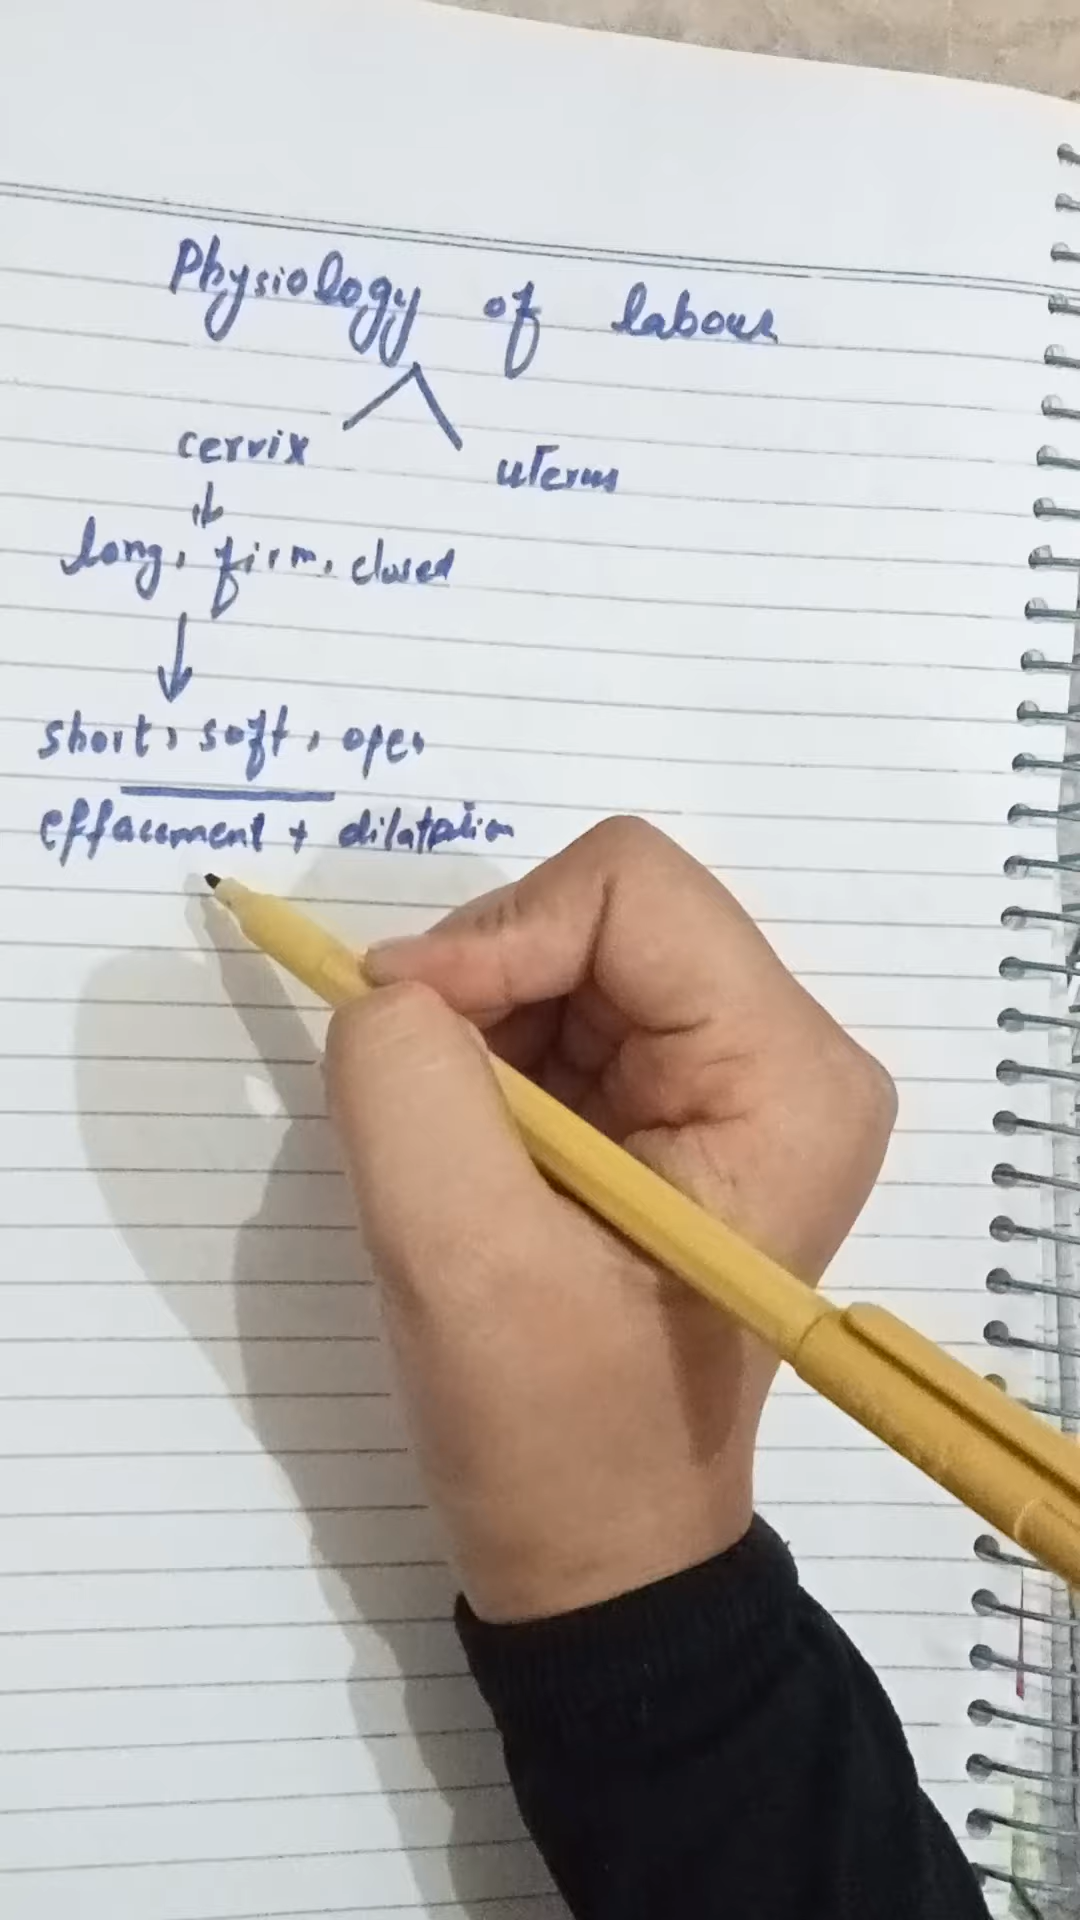 Physiology of labour
cervix
uterus
long, firm, closed
short, soft, open
effacement + dilatation